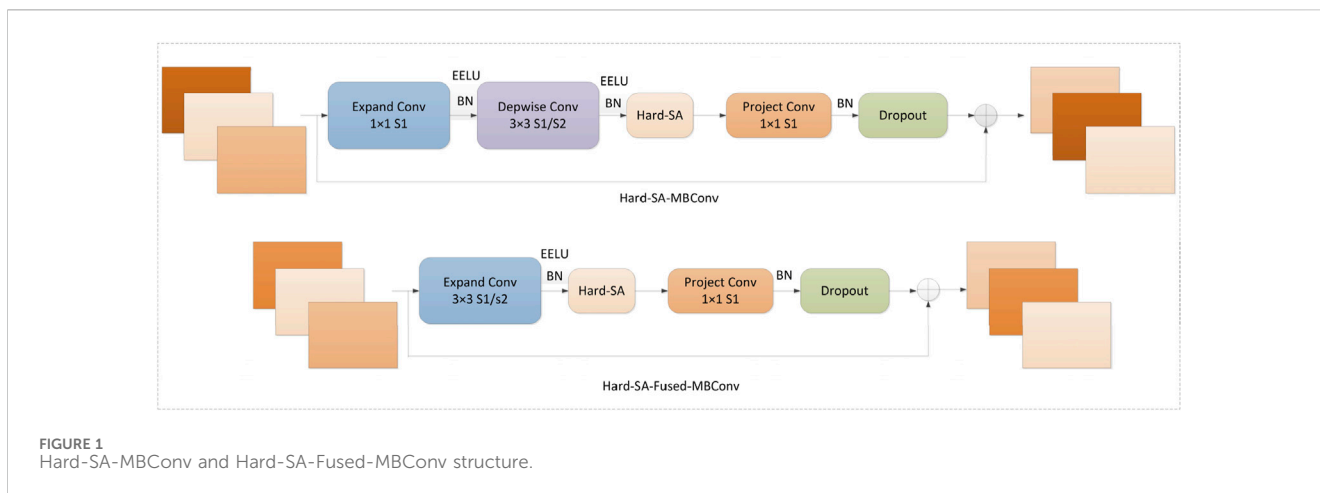 EELU
EELU
Expand Conv
1×1 S1
BN
Depwise Conv
3×3 S1/S2
BN
Hard-SA
Project Conv
1×1 S1
BN
Dropout
Hard-SA-MBConv
EELU
Expand Conv
3×3 S1/s2
BN
Hard-SA
Project Conv
1×1 S1
BN
Dropout
Hard-SA-Fused-MBConv
FIGURE 1
Hard-SA-MBConv and Hard-SA-Fused-MBConv structure.